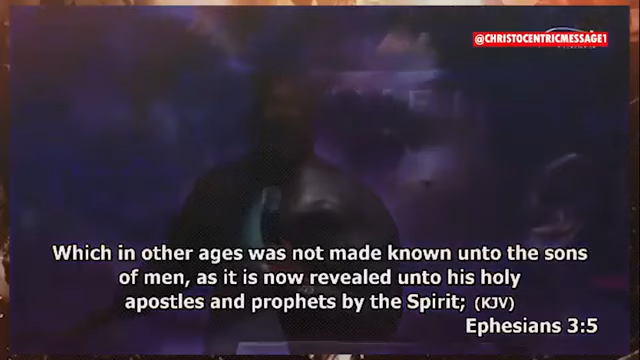 @CHRISTOCENTRICMESSAGE1
Which in other ages was not made known unto the sons
of men, as it is now revealed unto his holy
apostles and prophets by the Spirit; (KJV)
Ephesians 3:5